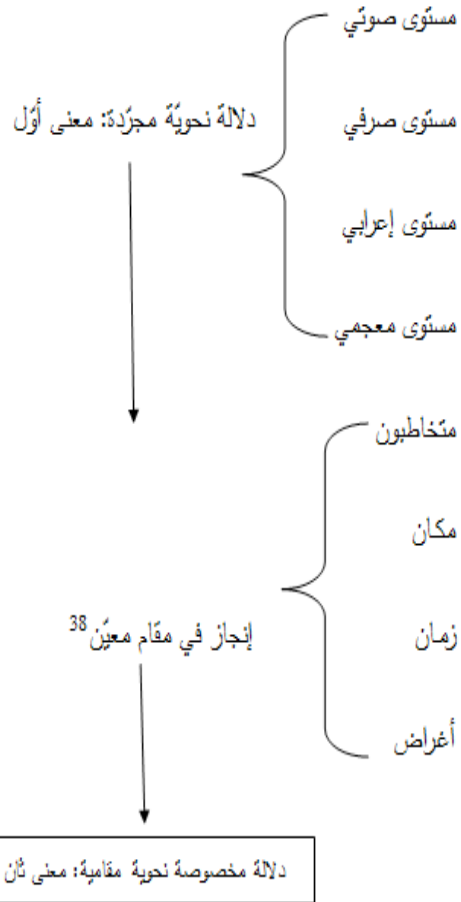 مستوى صوتي
دلالة نحويّة مجرّدة: معنى أوّل
مستوى صرفي
مستوى إعرابي
مستوى معجمي
متخاطبون
مكان
إنجاز في مقام معيّن38
زمان
أغراض
دلالة مخصوصة نحوية مقامية: معنى ثان